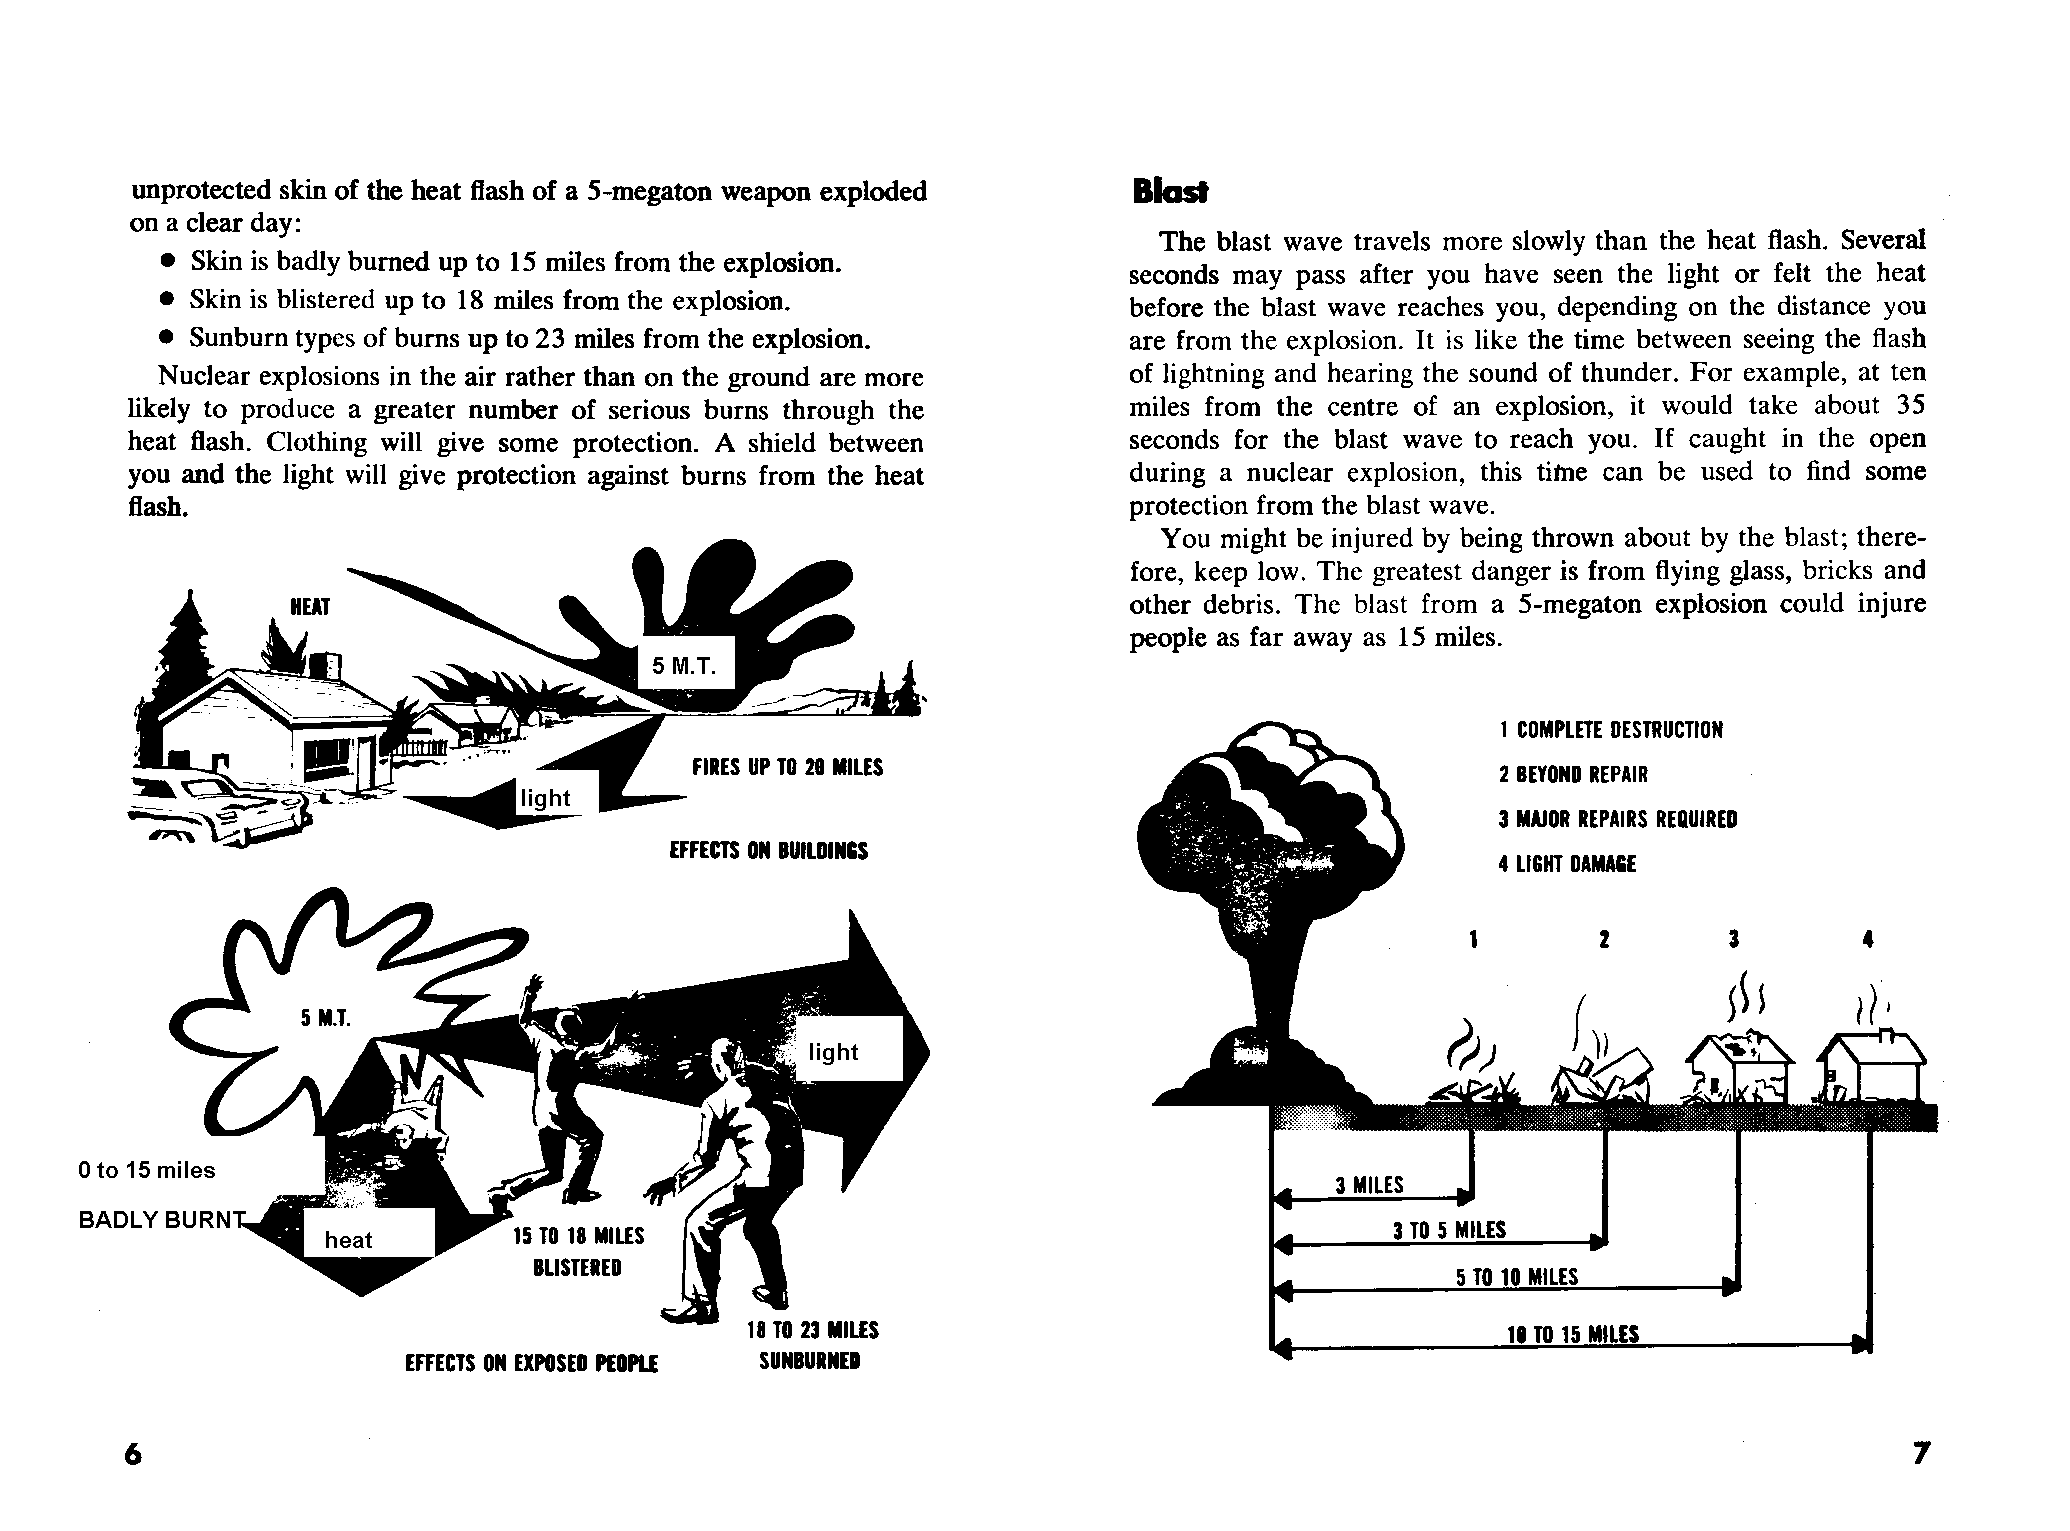 unprotected skin of the heat flash of a 5-megaton weapon exploded
on a clear day:
● Skin is badly burned up to 15 miles from the explosion.
● Skin is blistered up to 18 miles from the explosion.
● Sunburn types of burns up to 23 miles from the explosion.
Nuclear explosions in the air rather than on the ground are more
likely to produce a greater number of serious burns through the
heat flash. Clothing will give some protection. A shield between
you and the light will give protection against burns from the heat
flash.
HEAT
5 M.T.
FIRES UP TO 20 MILES
light
EFFECTS ON BUILDINGS
5 M.T.
light
0 to 15 miles
BADLY BURNT
heat
15 TO 18 MILES
BLISTERED
18 TO 23 MILES
SUNBURNED
EFFECTS ON EXPOSED PEOPLE
6
Blast
The blast wave travels more slowly than the heat flash. Several
seconds may pass after you have seen the light or felt the heat
before the blast wave reaches you, depending on the distance you
are from the explosion. It is like the time between seeing the flash
of lightning and hearing the sound of thunder. For example, at ten
miles from the centre of an explosion, it would take about 35
seconds for the blast wave to reach you. If caught in the open
during a nuclear explosion, this time can be used to find some
protection from the blast wave.
You might be injured by being thrown about by the blast; there-
fore, keep low. The greatest danger is from flying glass, bricks and
other debris. The blast from a 5-megaton explosion could injure
people as far away as 15 miles.
1 COMPLETE DESTRUCTION
2 BEYOND REPAIR
3 MAJOR REPAIRS REQUIRED
4 LIGHT DAMAGE
1 2 3 4
3 MILES
3 TO 5 MILES
5 TO 10 MILES
10 TO 15 MILES
7